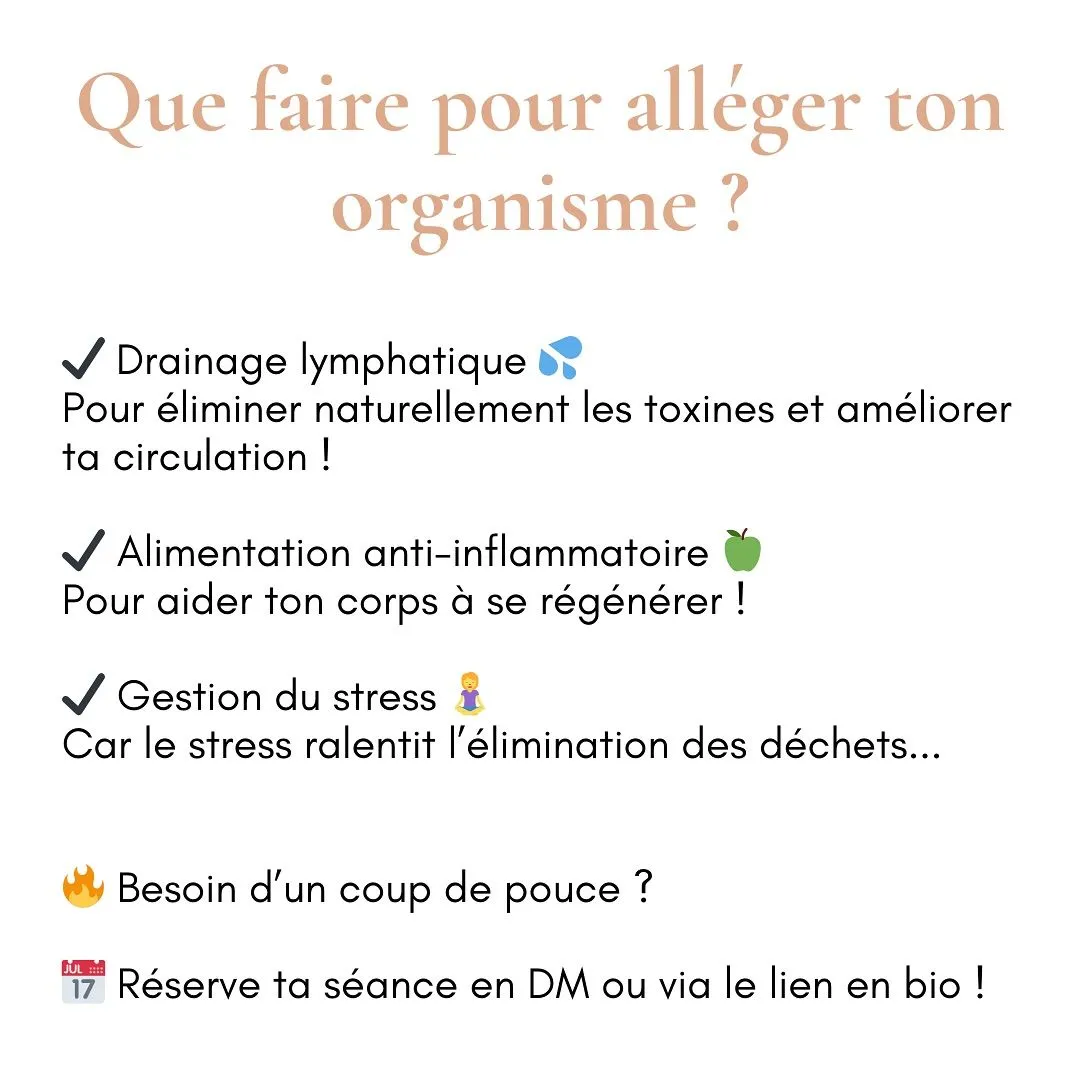 Que faire pour alléger ton
organisme ?
✔ Drainage lymphatique 💦
Pour éliminer naturellement les toxines et améliorer
ta circulation !
✔ Alimentation anti-inflammatoire 🍏
Pour aider ton corps à se régénérer !
✔ Gestion du stress 🧘‍♀️
Car le stress ralentit l’élimination des déchets...
🔥 Besoin d’un coup de pouce ?
📅 Réserve ta séance en DM ou via le lien en bio !